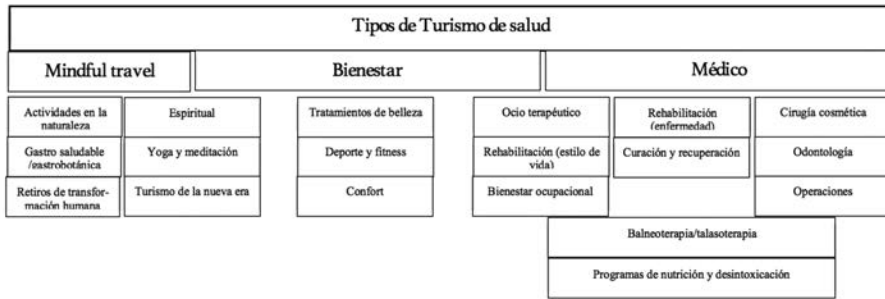 Tipos de Turismo de salud
Mindful travel
Bienestar
Médico
Actividades en la
naturaleza
Espiritual
Tratamientos de belleza
Ocio terapéutico
Rehabilitación
(enfermedad)
Cirugía cosmética
Gastro saludable
/gastrobotánica
Yoga y meditación
Deporte y fitness
Rehabilitación (estilo de
vida)
Curación y recuperación
Odontología
Retiros de transfor-
mación humana
Turismo de la nueva era
Confort
Bienestar ocupacional
Operaciones
Balneoterapia/talasoterapia
Programas de nutrición y desintoxicación